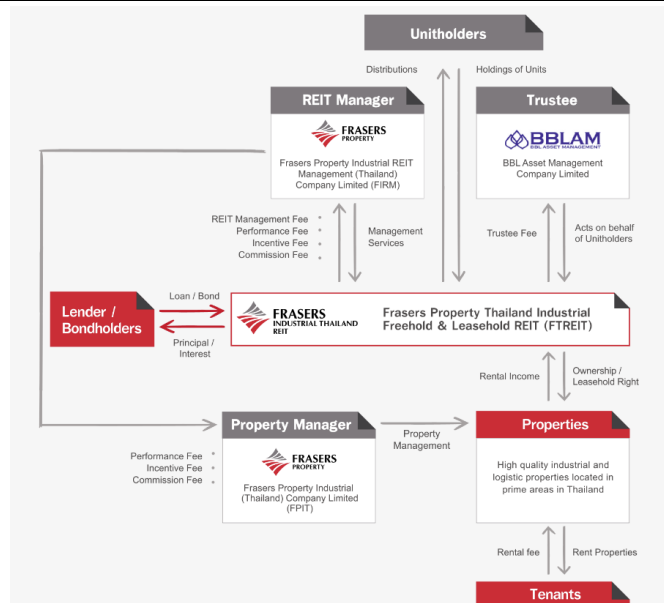 Unitholders
Distributions
Holdings of Units
REIT Manager
FRASERS
PROPERTY
Frasers Property Industrial REIT
Management (Thailand)
Company Limited (FIRM)
Trustee
BBLAM
BBL ASSET MANAGEMENT
BBL Asset Management
Company Limited
REIT Management Fee
Performance Fee
Incentive Fee
Commission Fee
Management
Services
Trustee Fee
Acts on behalf
of Unitholders
Lender /
Bondholders
Loan / Bond
Principal /
Interest
FRASERS
INDUSTRIAL THAILAND
REIT
Frasers Property Thailand Industrial
Freehold & Leasehold REIT (FTREIT)
Rental Income
Ownership /
Leasehold Right
Property Manager
FRASERS
PROPERTY
Frasers Property Industrial
(Thailand) Company Limited
(FPIT)
Performance Fee
Incentive Fee
Commission Fee
Property
Management
Properties
High quality industrial and
logistic properties located in
prime areas in Thailand
Rental fee
Rent Properties
Tenants